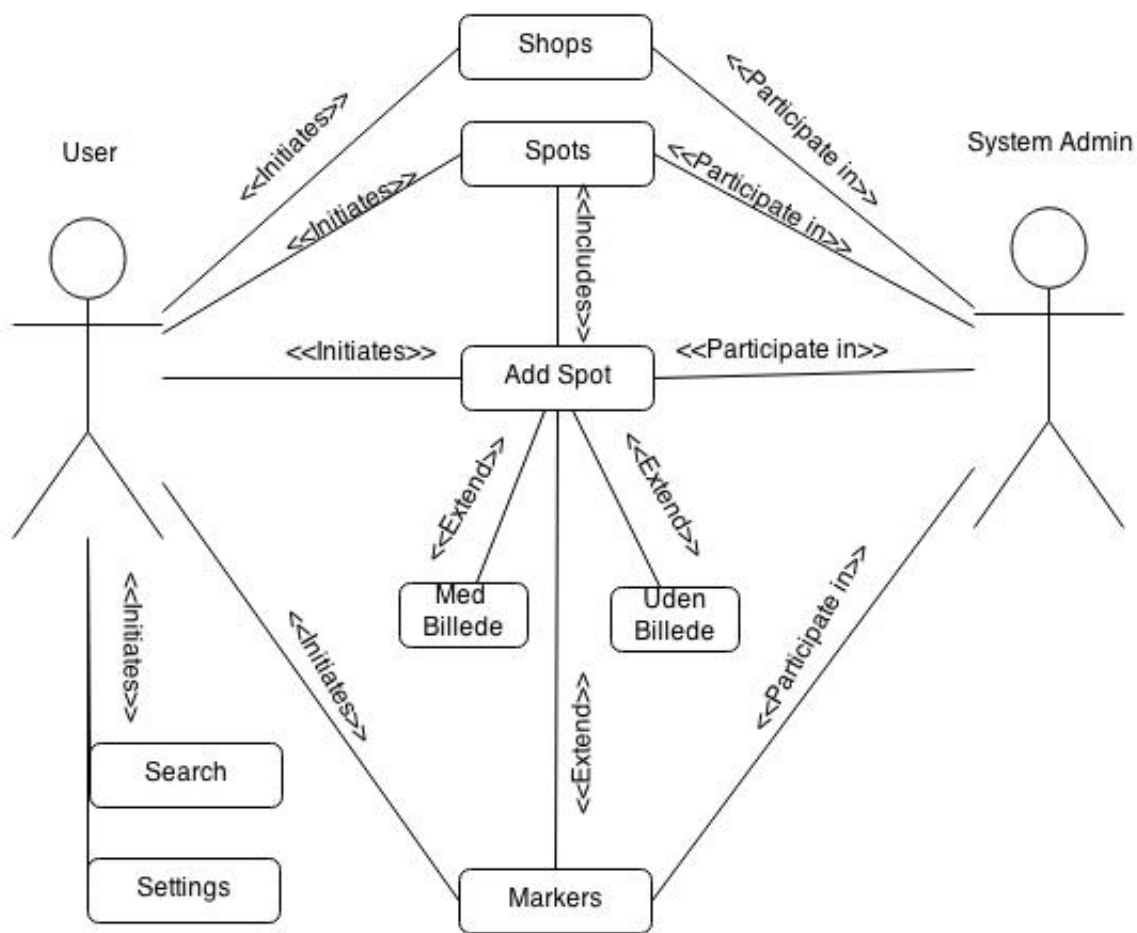 Shops
<<Initiates>>
<<Participate in>>
User
Spots
System Admin
<<Initiates>>
<<Participate in>>
<<Includes>>
<<Initiates>>
Add Spot
<<Participate in>>
<<Extend>>
<<Extend>>
Med
Billede
Uden
Billede
<<Initiates>>
<<Initiates>>
<<Participate in>>
<<Extend>>
Search
Settings
Markers